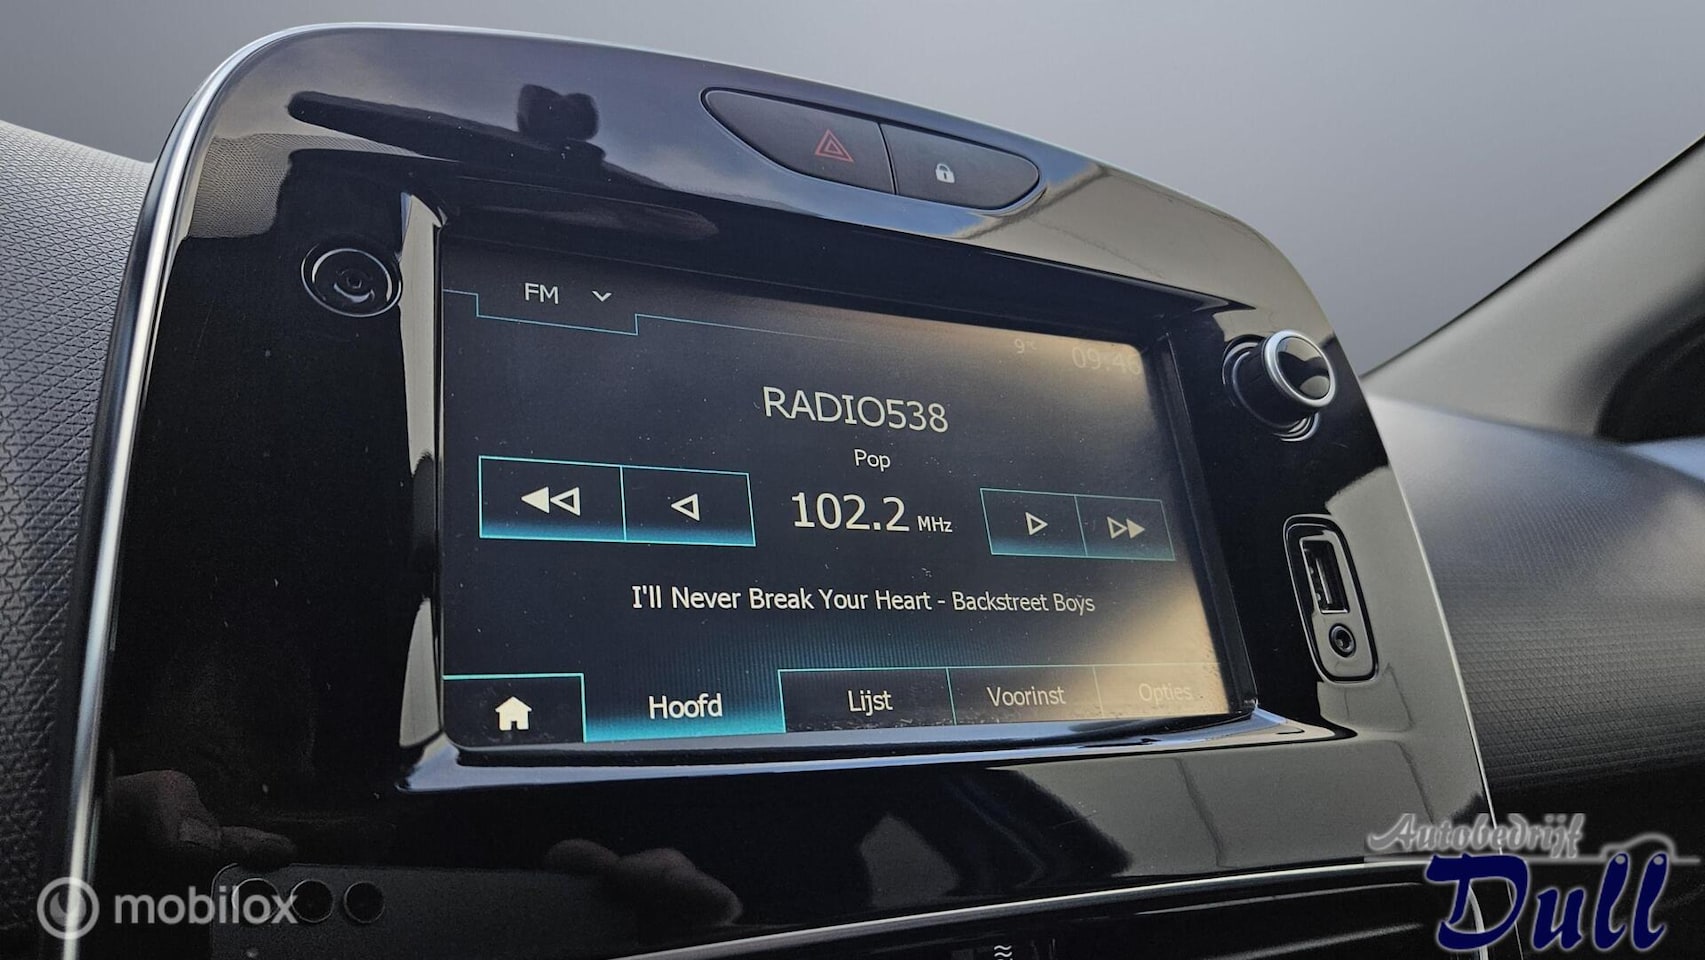 FM
9°C 09:46
RADIO538
Pop
102.2 MHz
I'll Never Break Your Heart - Backstreet Boys
Hoofd Lijst Voorinst Opties
Autobedrijf
Dull
mobilox